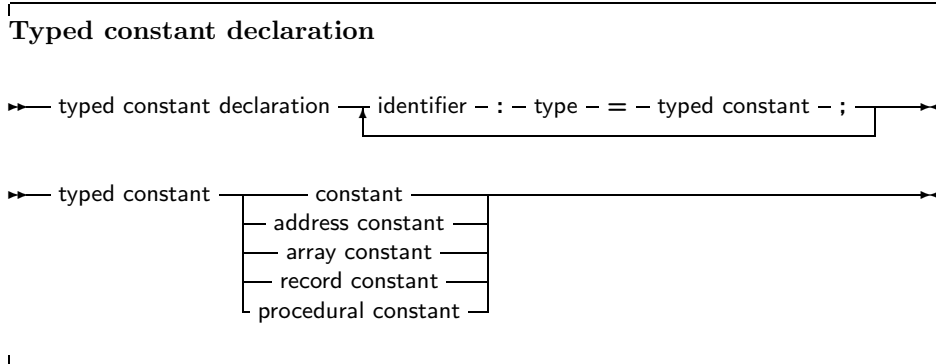 Typed constant declaration
typed constant declaration identifier : type = typed constant ;
typed constant constant
address constant
array constant
record constant
procedural constant